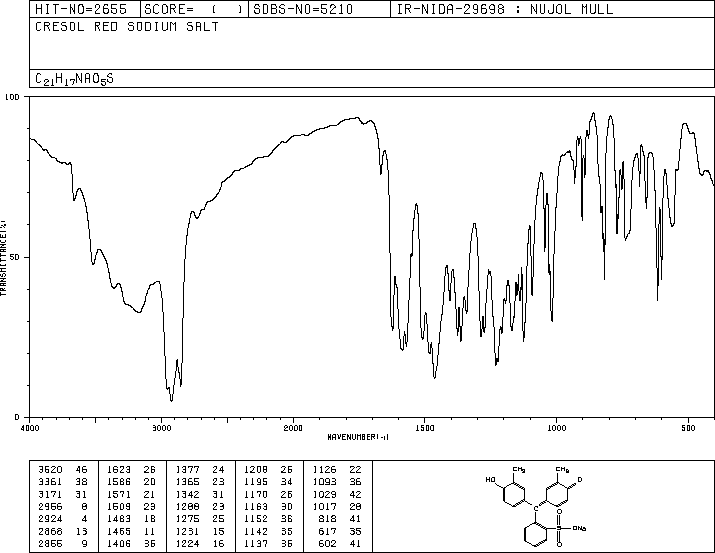 HIT-NO=2655 SCORE= ( ) SDBS-NO=5210 IR-NIDA-29698 : NUJOL MULL
CRESOL RED SODIUM SALT
C21H17NAO5S
100
50
0
TRANSMITTANCE(%)
4000 3000 2000 1500 1000 500
WAVENUMBER(-1)
3520 46 1623 26 1377 24 1208 26 1126 22
3361 38 1586 20 1365 23 1195 34 1093 36
3171 31 1571 21 1342 31 1170 26 1029 42
2956 8 1509 23 1288 23 1163 30 1017 28
2924 4 1483 18 1275 25 1152 36 818 41
2868 13 1465 11 1231 15 1142 35 617 35
2855 9 1406 35 1224 16 1137 35 602 41
CH3 CH3
HO O
C
O
S ONa
O